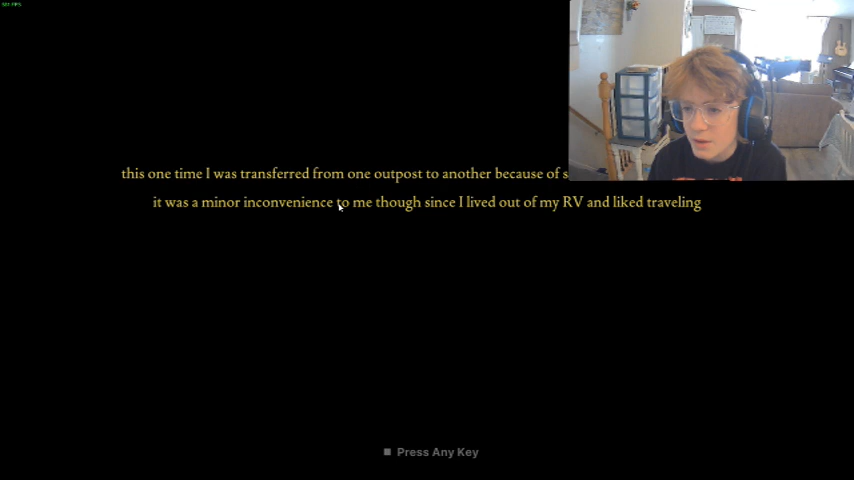 this one time I was transferred from one outpost to another because of
it was a minor inconvenience to me though since I lived out of my RV and liked traveling
Press Any Key